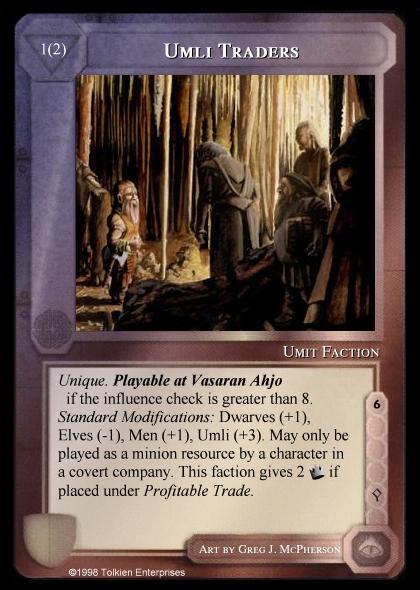 1(2)
UMLI TRADERS
UMIT FACTION
Unique. Playable at Vasaran Ahjo
if the influence check is greater than 8.
Standard Modifications: Dwarves (+1),
Elves (-1), Men (+1), Umli (+3). May only be
played as a minion resource by a character
in a covert company. This faction gives 2 if
placed under Profitable Trade.
6
ART BY GREG J. MCPHERSON
©1998 Tolkien Enterprises